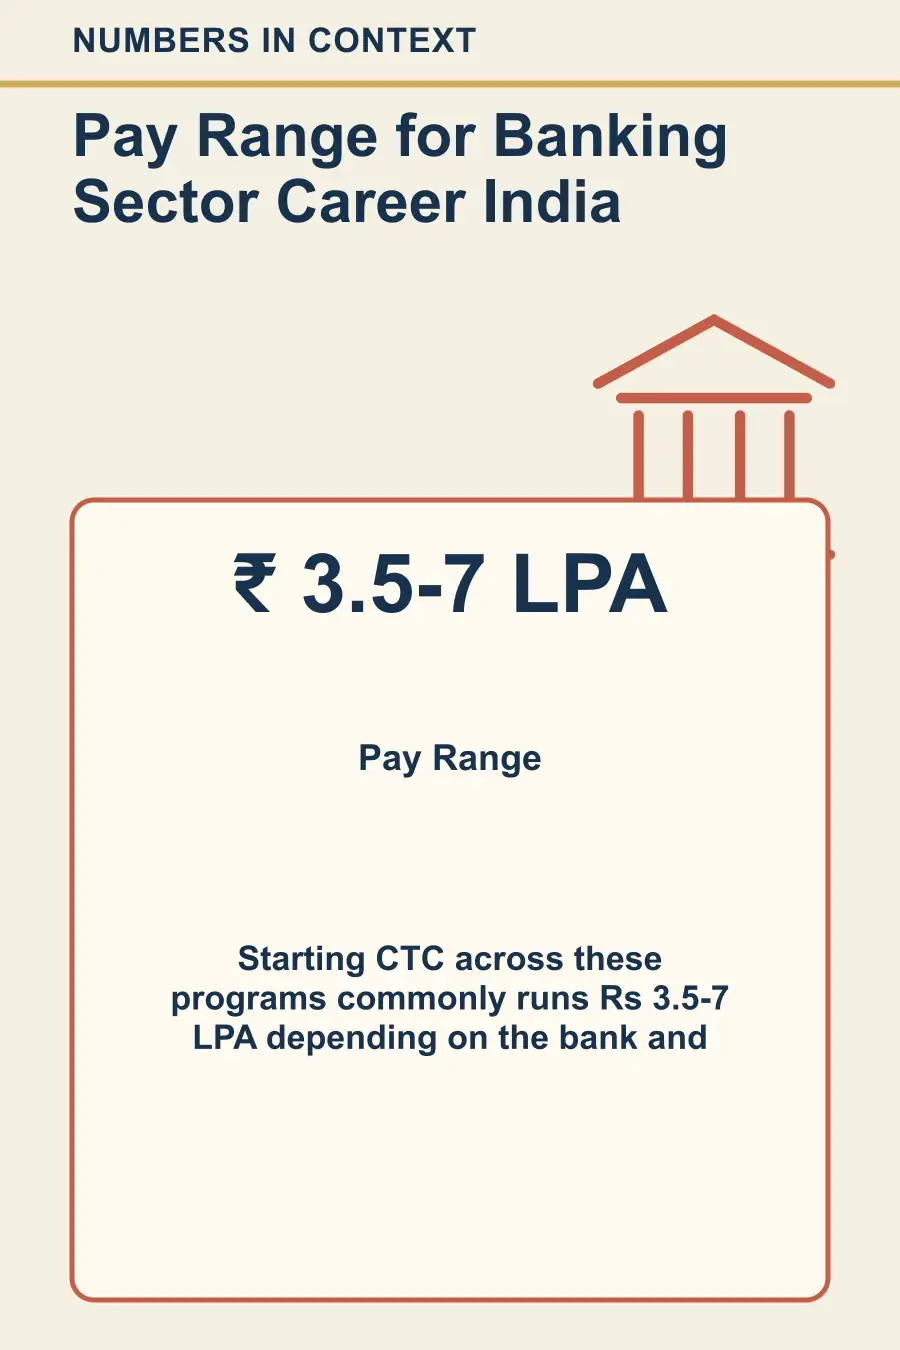 NUMBERS IN CONTEXT
Pay Range for Banking
Sector Career India
₹ 3.5-7 LPA
Pay Range
Starting CTC across these
programs commonly runs Rs 3.5-7
LPA depending on the bank and